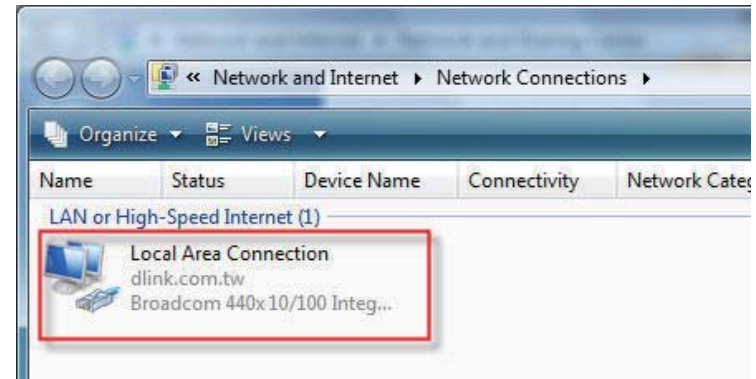 « Network and Internet ▸ Network Connections ▸
Organize ▾ Views ▾
Name Status Device Name Connectivity Network Categ
LAN or High-Speed Internet (1)
Local Area Connection
dlink.com.tw
Broadcom 440x 10/100 Integ...